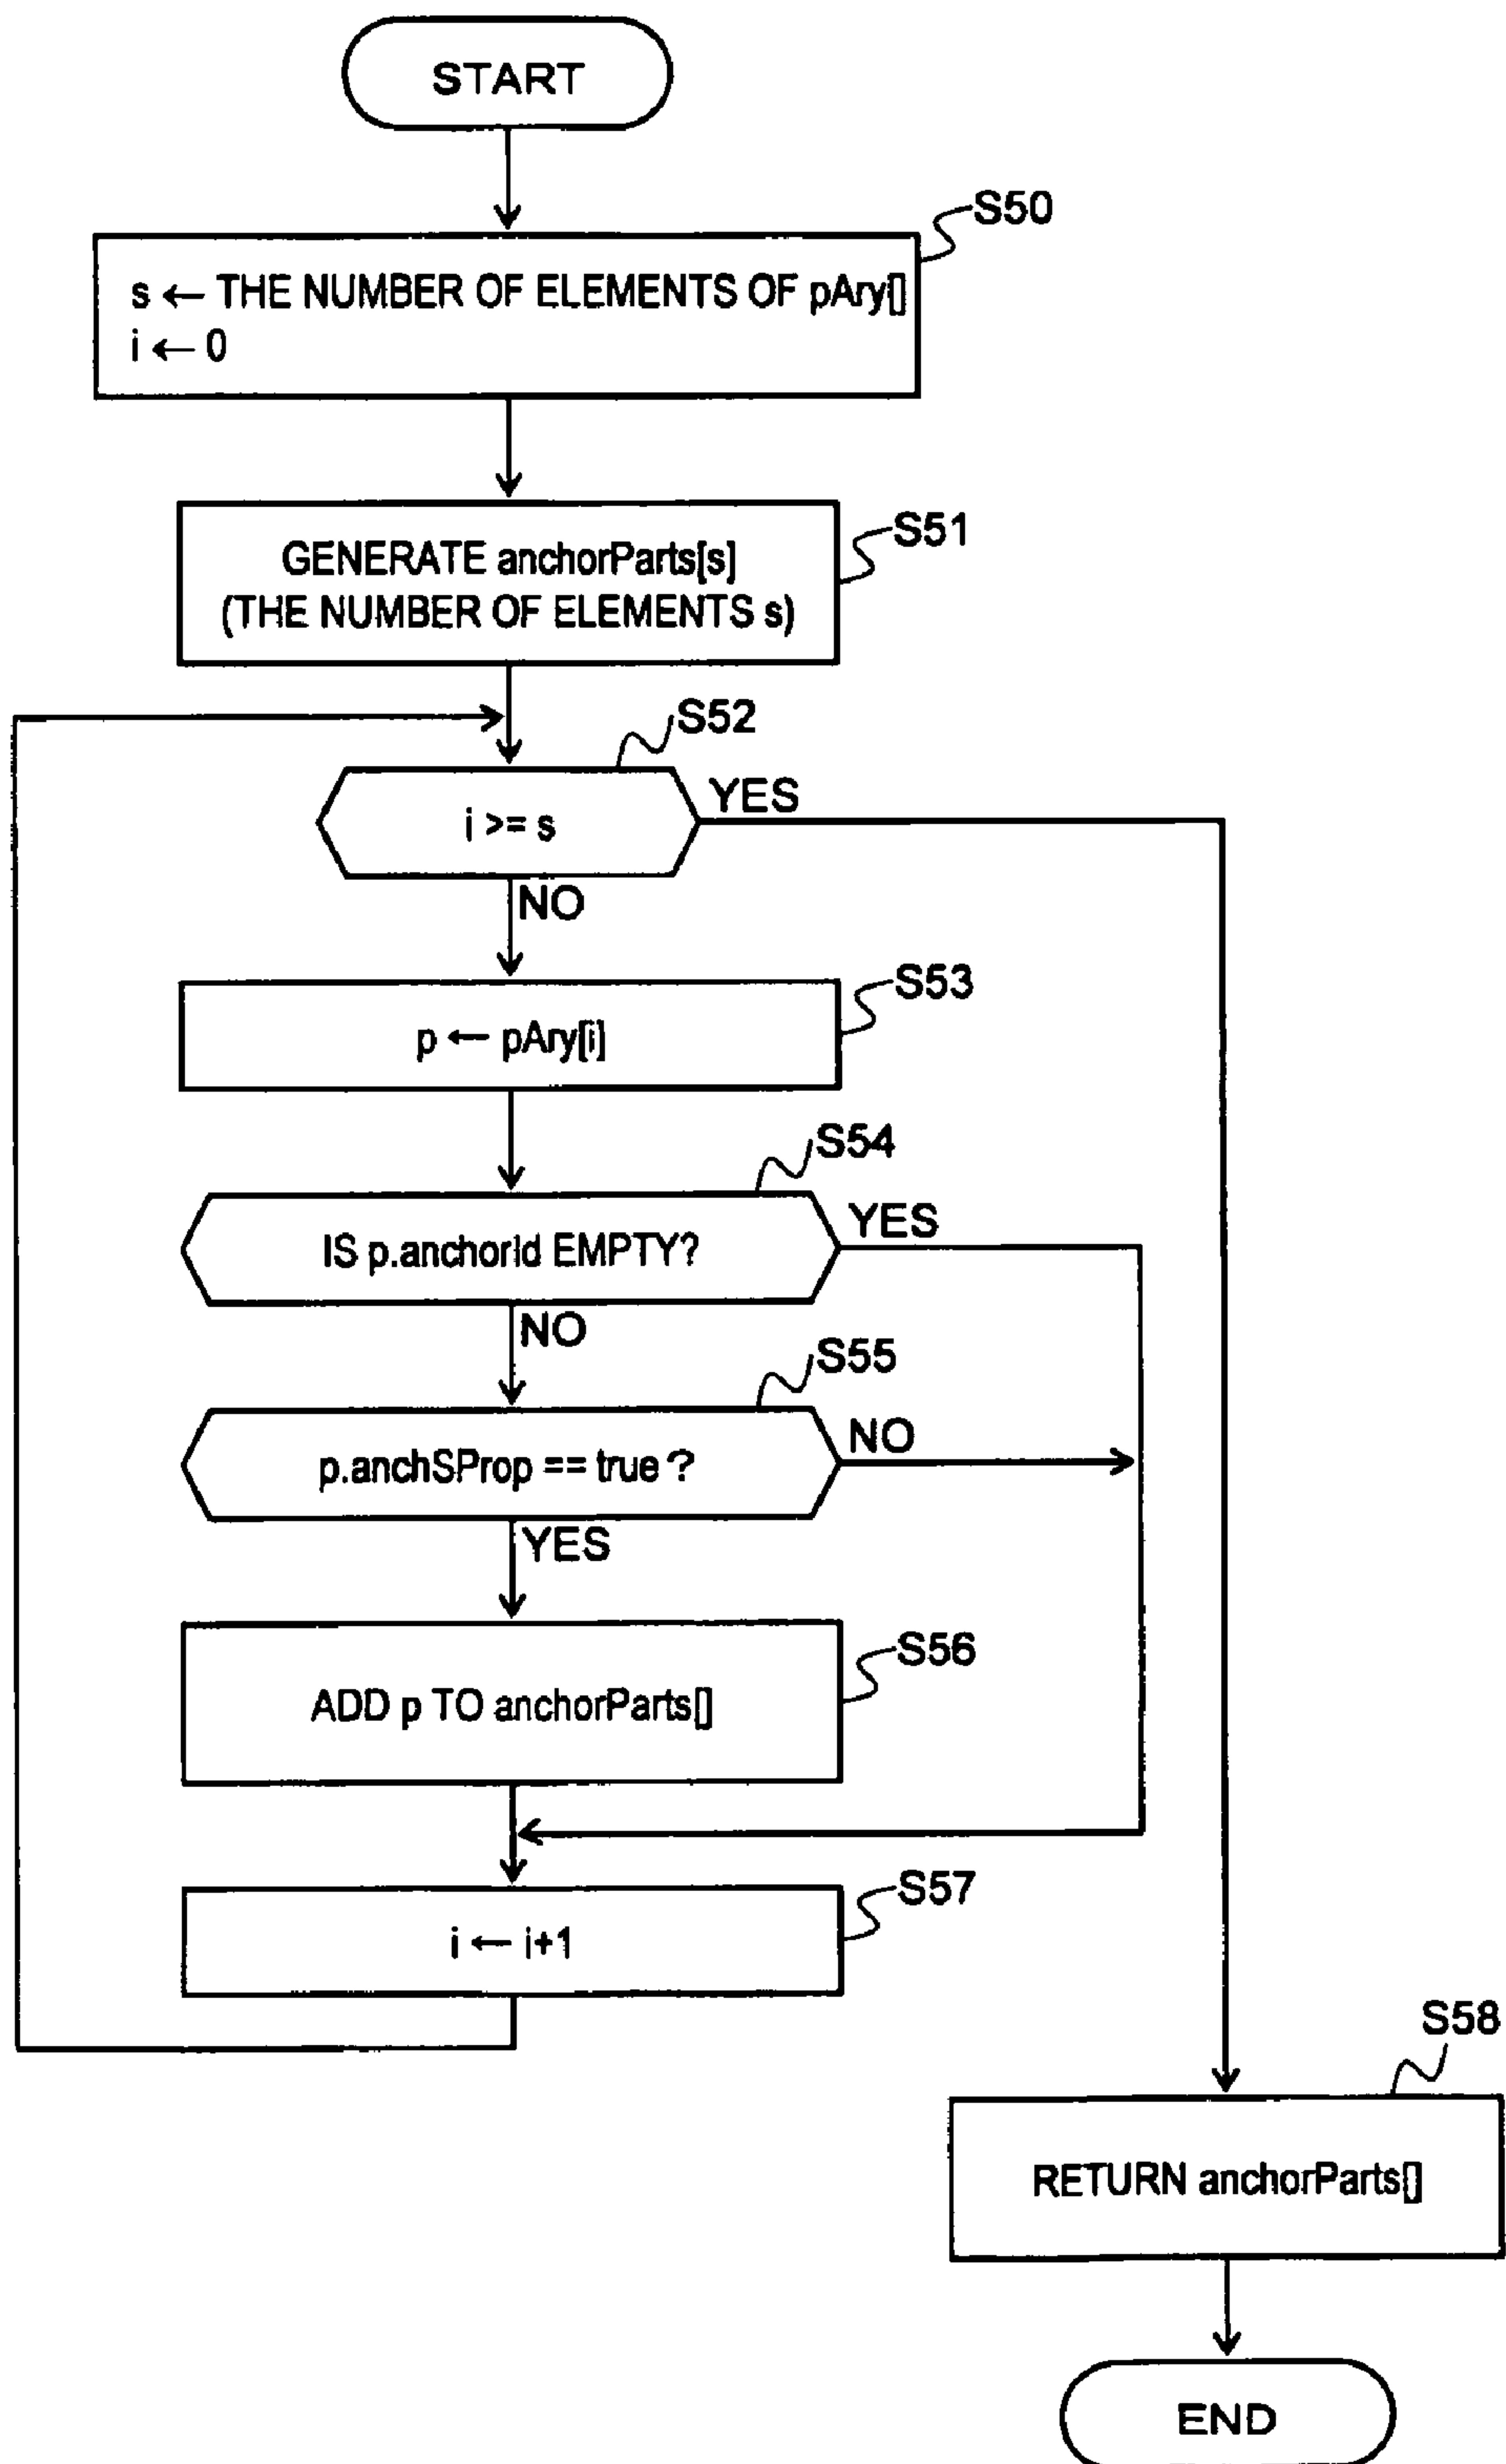 START
S50
s ← THE NUMBER OF ELEMENTS OF pAry[]
i ← 0
S51
GENERATE anchorParts[s]
(THE NUMBER OF ELEMENTS s)
S52
i >= s
YES
NO
S53
p ← pAry[i]
S54
IS p.anchorId EMPTY?
YES
NO
S55
p.anchSProp == true ?
NO
YES
S56
ADD p TO anchorParts[]
S57
i ← i+1
S58
RETURN anchorParts[]
END